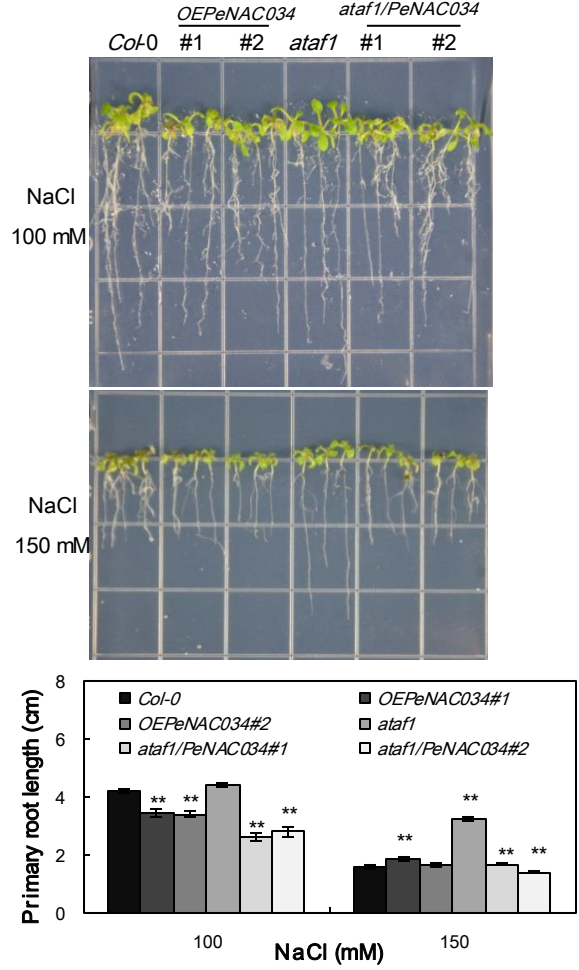 OEPeNAC034 ataf1/PeNAC034
Col-0 #1 #2 ataf1 #1 #2
NaCl
100 mM
NaCl
150 mM
8
6
4
2
0
Primary root length (cm)
Col-0 OEPeNAC034#1
OEPeNAC034#2 ataf1
ataf1/PeNAC034#1 ataf1/PeNAC034#2
** ** ** **
** ** ** **
100 150
NaCl (mM)